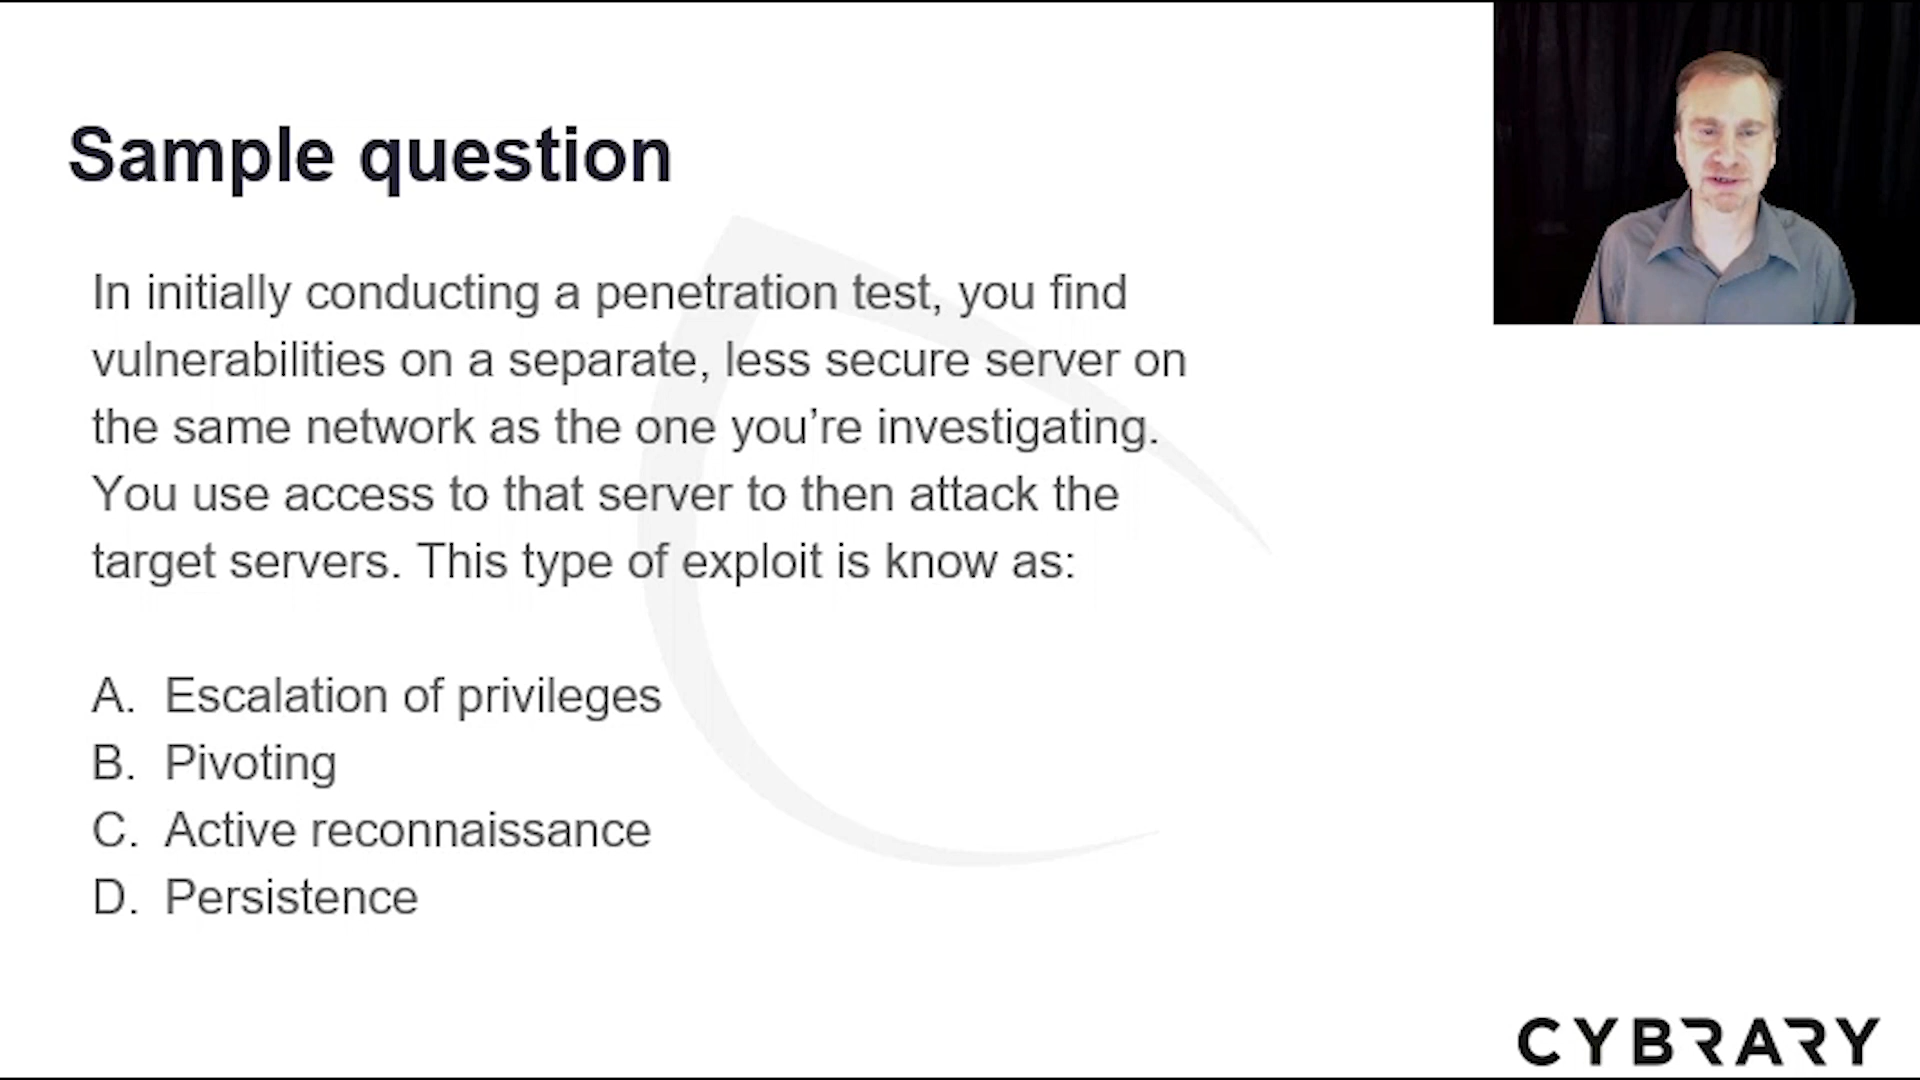 Sample question
In initially conducting a penetration test, you find
vulnerabilities on a separate, less secure server on
the same network as the one you’re investigating.
You use access to that server to then attack the
target servers. This type of exploit is know as:
A. Escalation of privileges
B. Pivoting
C. Active reconnaissance
D. Persistence
CYBRARY